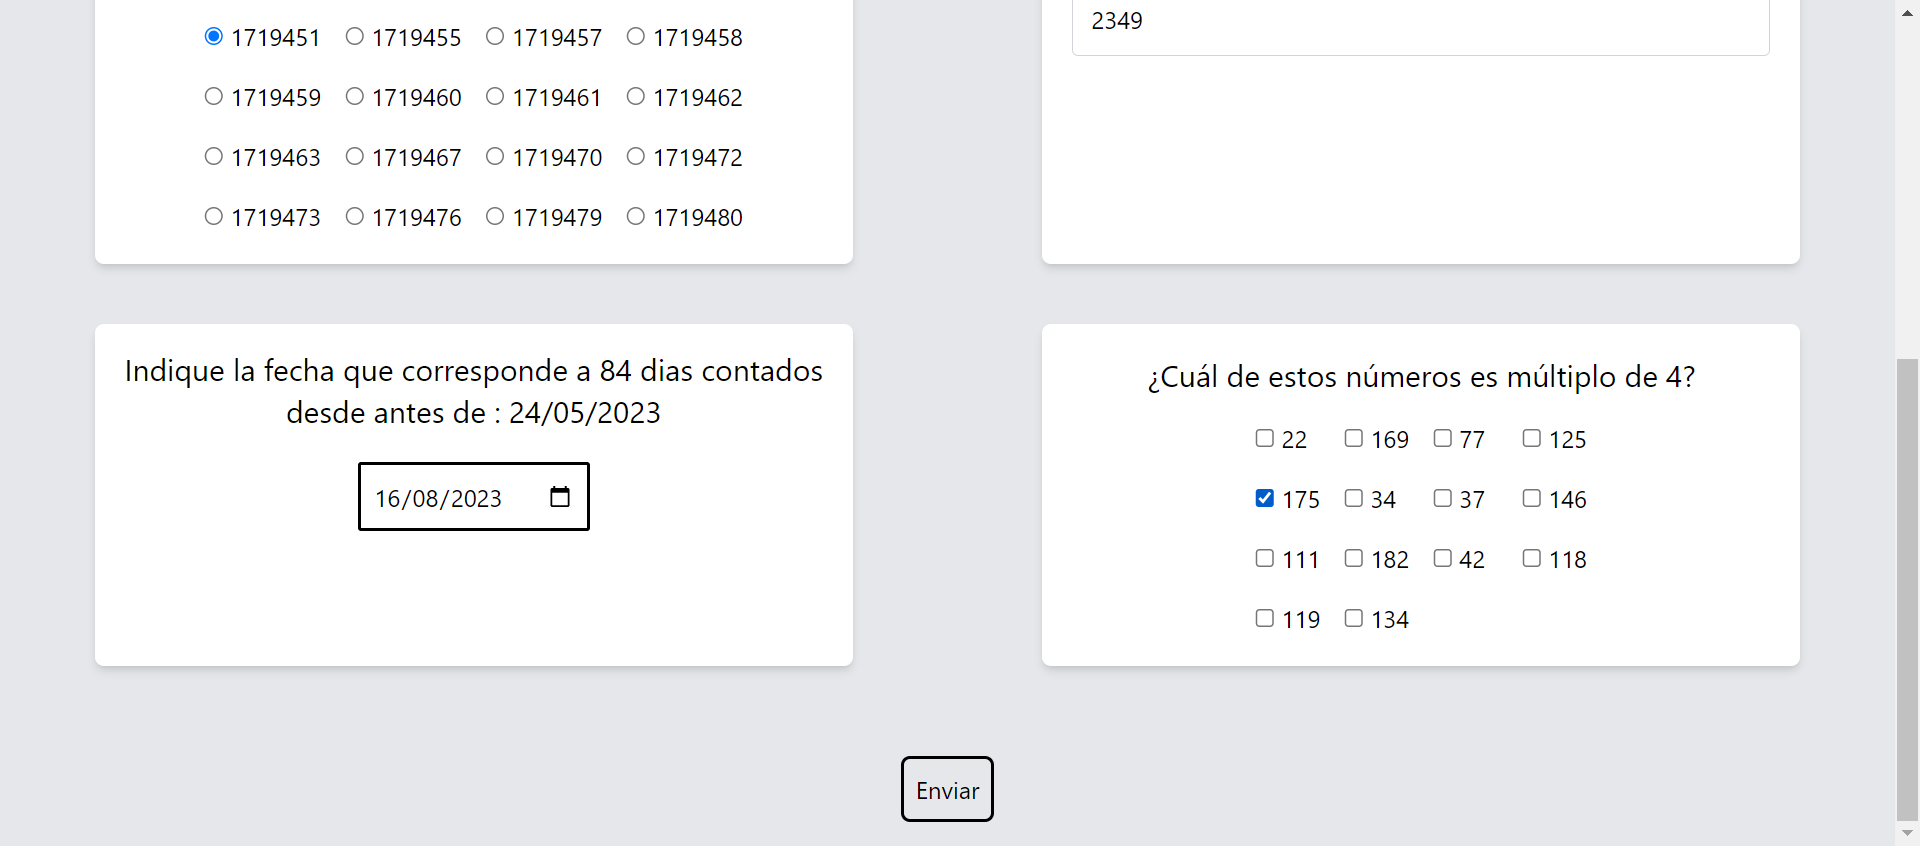 1719451 1719455 1719457 1719458
1719459 1719460 1719461 1719462
1719463 1719467 1719470 1719472
1719473 1719476 1719479 1719480
2349
Indique la fecha que corresponde a 84 dias contados
desde antes de : 24/05/2023
16/08/2023
¿Cuál de estos números es múltiplo de 4?
22 169 77 125
175 34 37 146
111 182 42 118
119 134
Enviar